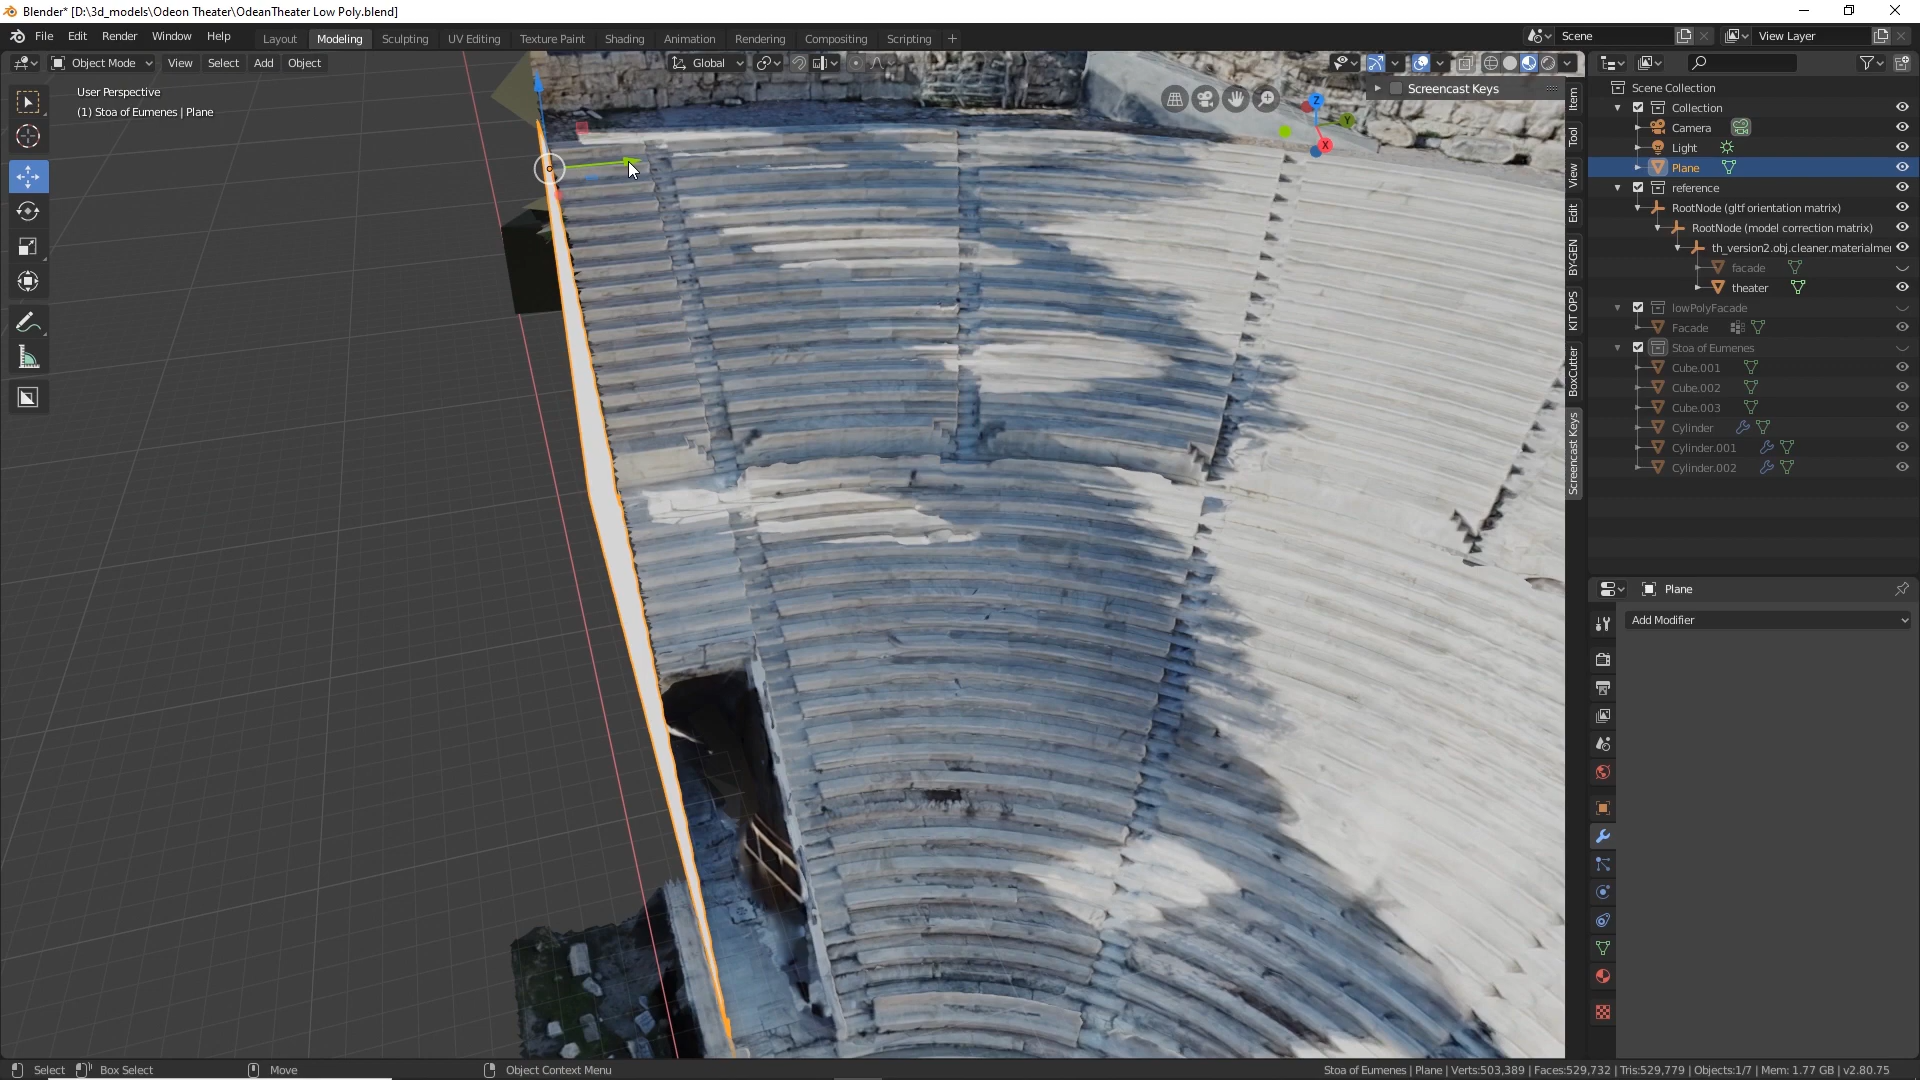 Blender* [D:\3d_models\Odeon Theater\OdeanTheater Low Poly.blend]
File Edit Render Window Help
Layout Modeling Sculpting UV Editing Texture Paint Shading Animation Rendering Compositing Scripting +
Scene
View Layer
Object Mode View Select Add Object
Global
User Perspective
(1) Stoa of Eumenes | Plane
Screencast Keys
Z
Y
X
Item
Tool
View
Edit
BY-GEN
KIT OPS
BoxCutter
Screencast Keys
Scene Collection
Collection
Camera
Light
Plane
reference
RootNode (gltf orientation matrix)
RootNode (model correction matrix)
th_version2.obj.cleaner.materialmer
facade
theater
lowPolyFacade
Facade
Stoa of Eumenes
Cube.001
Cube.002
Cube.003
Cylinder
Cylinder.001
Cylinder.002
Plane
Add Modifier
Select Box Select Move Object Context Menu
Stoa of Eumenes | Plane | Verts:503,389 | Faces:529,732 | Tris:529,779 | Objects:1/7 | Mem: 1.77 GB | v2.80.75